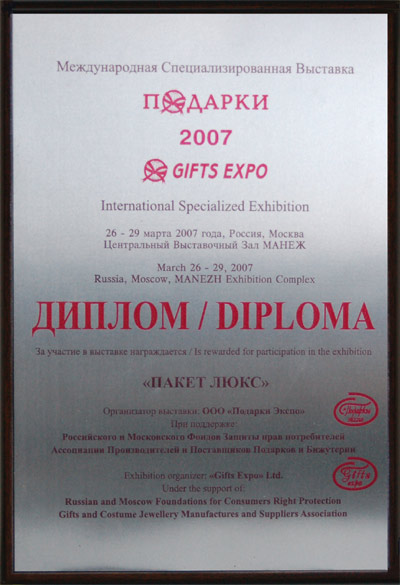 Международная Специализированная Выставка
ПОДАРКИ
2007
GIFTS EXPO
International Specialized Exhibition
26 - 29 марта 2007 года, Россия, Москва
Центральный Выставочный Зал МАНЕЖ
March 26 - 29, 2007
Russia, Moscow, MANEZH Exhibition Complex
ДИПЛОМ / DIPLOMA
За участие в выставке награждается / Is rewarded for participation in the exhibition
«ПАКЕТ ЛЮКС»
Организатор выставки: ООО «Подарки Экспо»
При поддержке:
Российского и Московского Фондов Защиты прав потребителей
Ассоциации Производителей и Поставщиков Подарков и Бижутерии
Подарки
экспо
Exhibition organizer: «Gifts Expo» Ltd.
Under the support of:
Russian and Moscow Foundations for Consumers Right Protection
Gifts and Costume Jewellery Manufactures and Suppliers Association
Gifts
expo